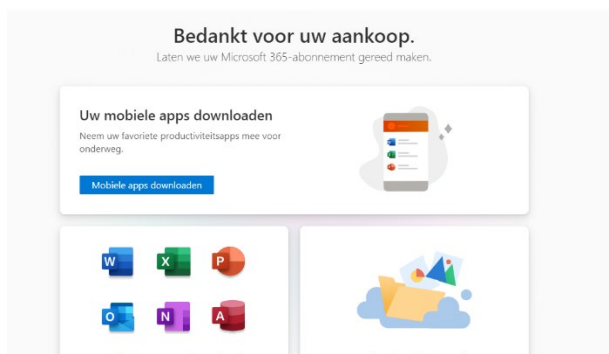 Bedankt voor uw aankoop.
Laten we uw Microsoft 365-abonnement gereed maken.
Uw mobiele apps downloaden
Neem uw favoriete productiviteitsapps mee voor
onderweg.
Mobiele apps downloaden
W X P
O N A